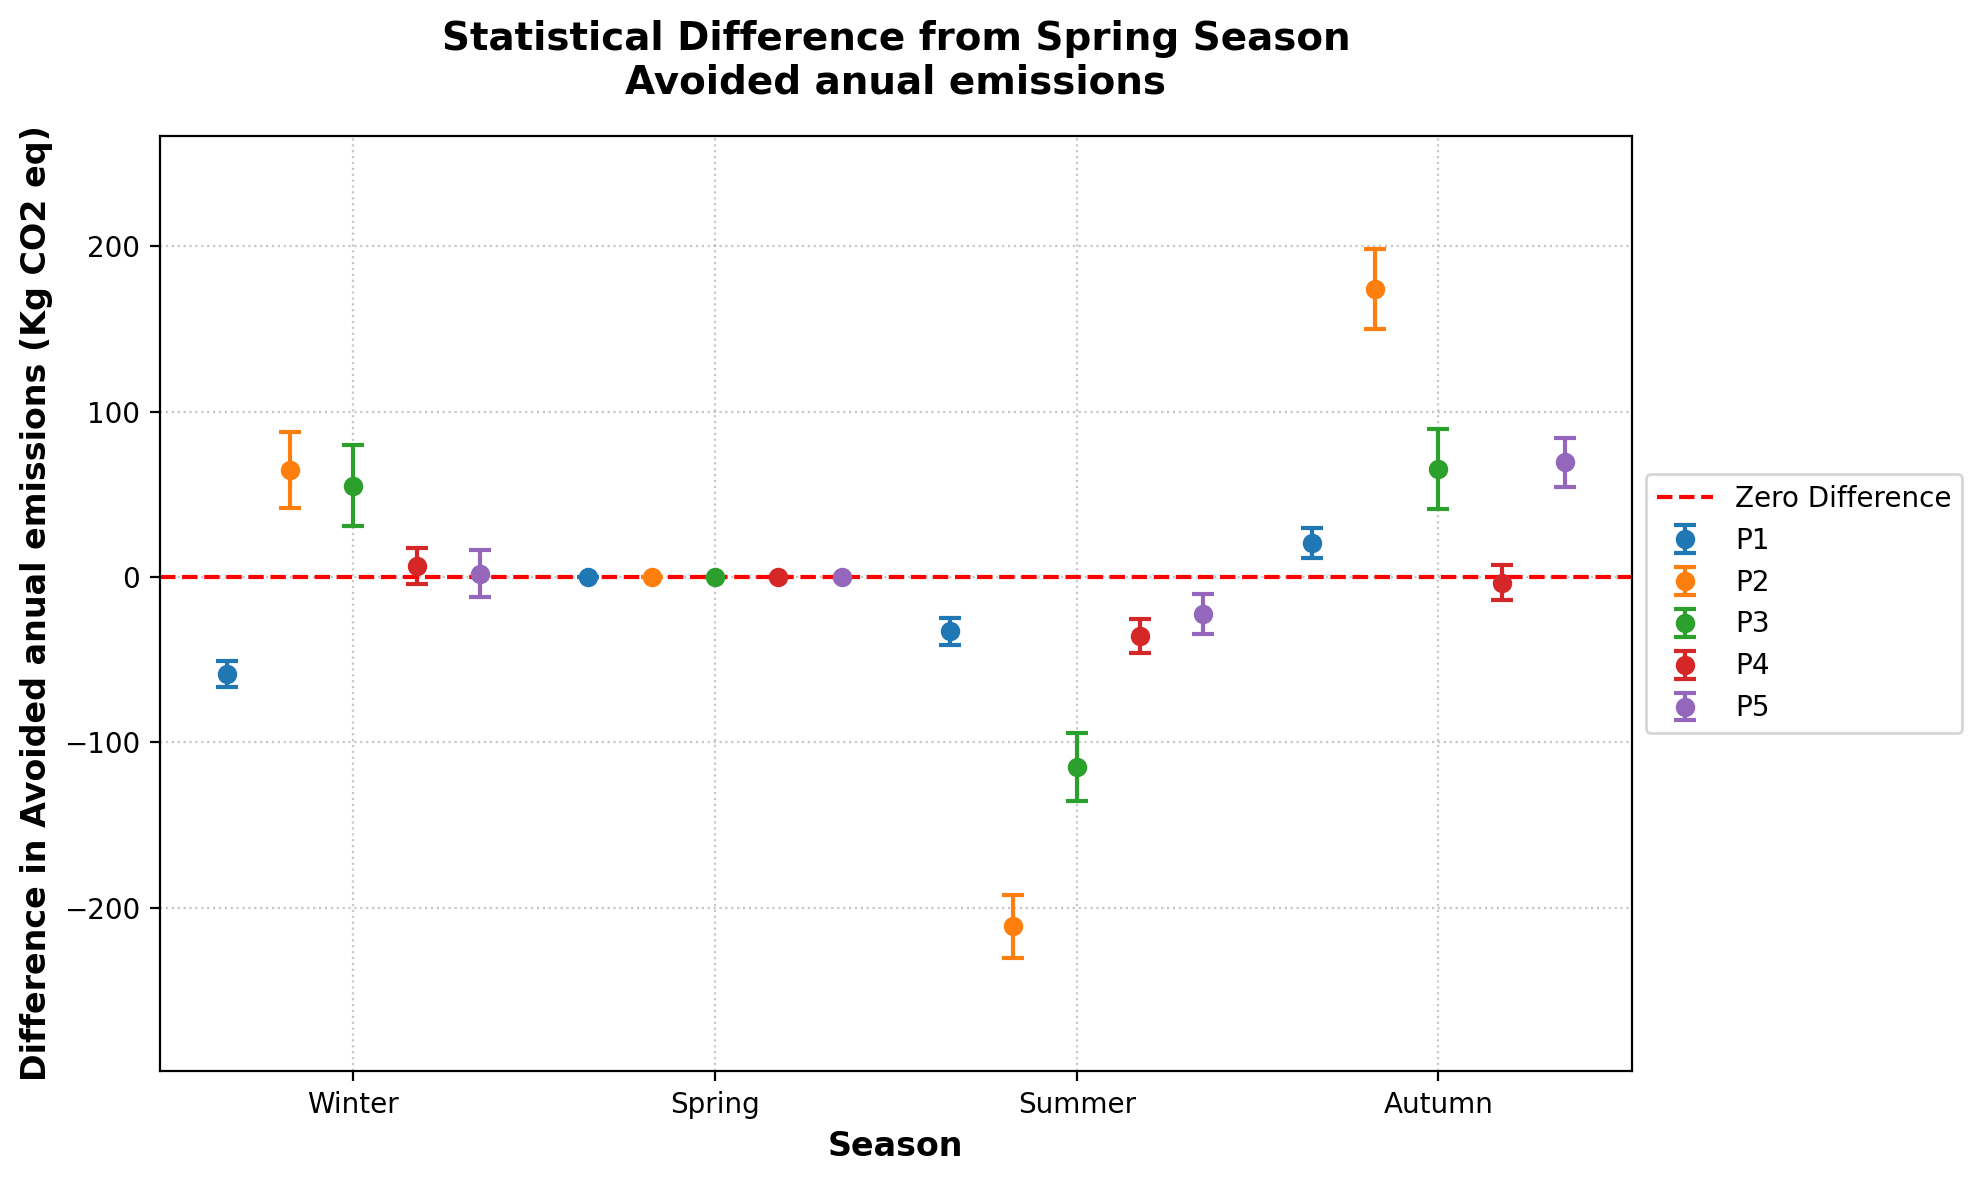 Statistical Difference from Spring Season
Avoided anual emissions
Difference in Avoided anual emissions (Kg CO2 eq)
200
100
0
−100
−200
Winter
Spring
Summer
Autumn
Season
Zero Difference
P1
P2
P3
P4
P5